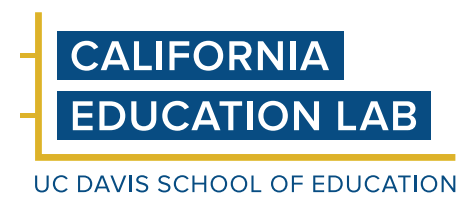 CALIFORNIA
EDUCATION LAB
UC DAVIS SCHOOL OF EDUCATION